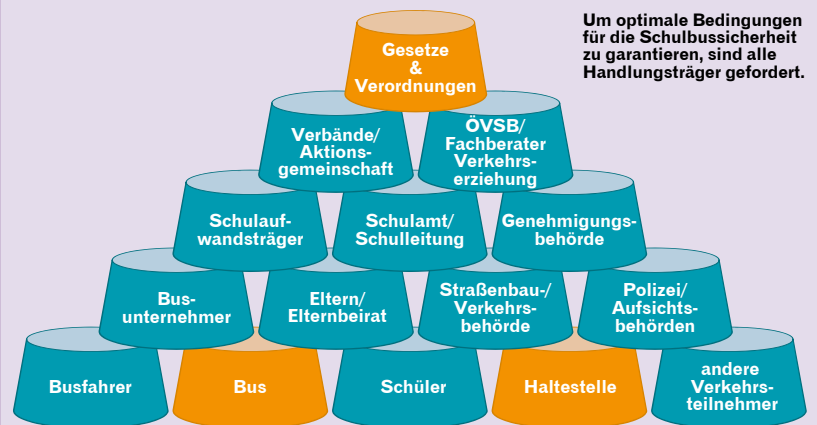 Um optimale Bedingungen
für die Schulbussicherheit
zu garantieren, sind alle
Handlungsträger gefordert.
Gesetze
&
Verordnungen
Verbände/
Aktions-
gemeinschaft
ÖVSB/
Fachberater
Verkehrs-
erziehung
Schulauf-
wandsträger
Schulamt/
Schulleitung
Genehmigungs-
behörde
Bus-
unternehmer
Eltern/
Elternbeirat
Straßenbau-/
Verkehrs-
behörde
Polizei/
Aufsichts-
behörden
Busfahrer
Bus
Schüler
Haltestelle
andere
Verkehrs-
teilnehmer